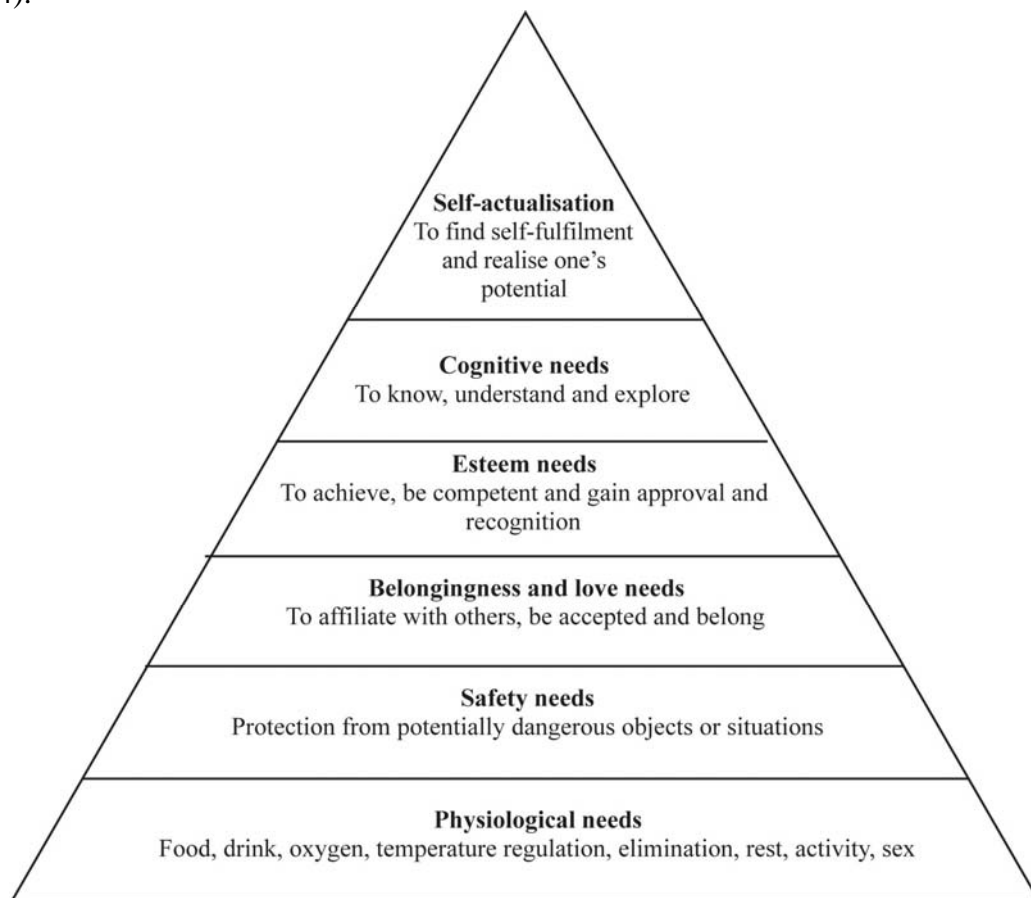 4).
Self-actualisation
To find self-fulfilment
and realise one's
potential
Cognitive needs
To know, understand and explore
Esteem needs
To achieve, be competent and gain approval and
recognition
Belongingness and love needs
To affiliate with others, be accepted and belong
Safety needs
Protection from potentially dangerous objects or situations
Physiological needs
Food, drink, oxygen, temperature regulation, elimination, rest, activity, sex